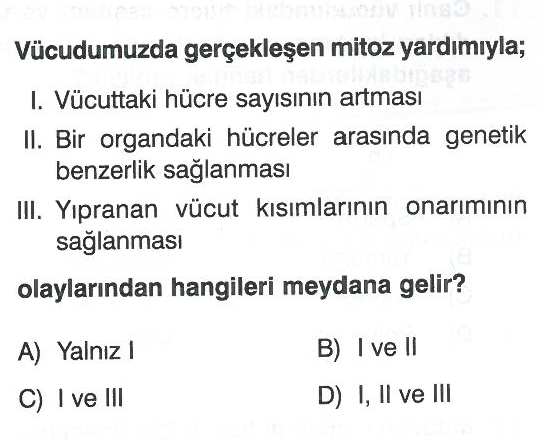 Vücudumuzda gerçekleşen mitoz yardımıyla;
I. Vücuttaki hücre sayısının artması
II. Bir organdaki hücreler arasında genetik
benzerlik sağlanması
III. Yıpranan vücut kısımlarının onarımının
sağlanması
olaylarından hangileri meydana gelir?
A) Yalnız I
B) I ve II
C) I ve III
D) I, II ve III